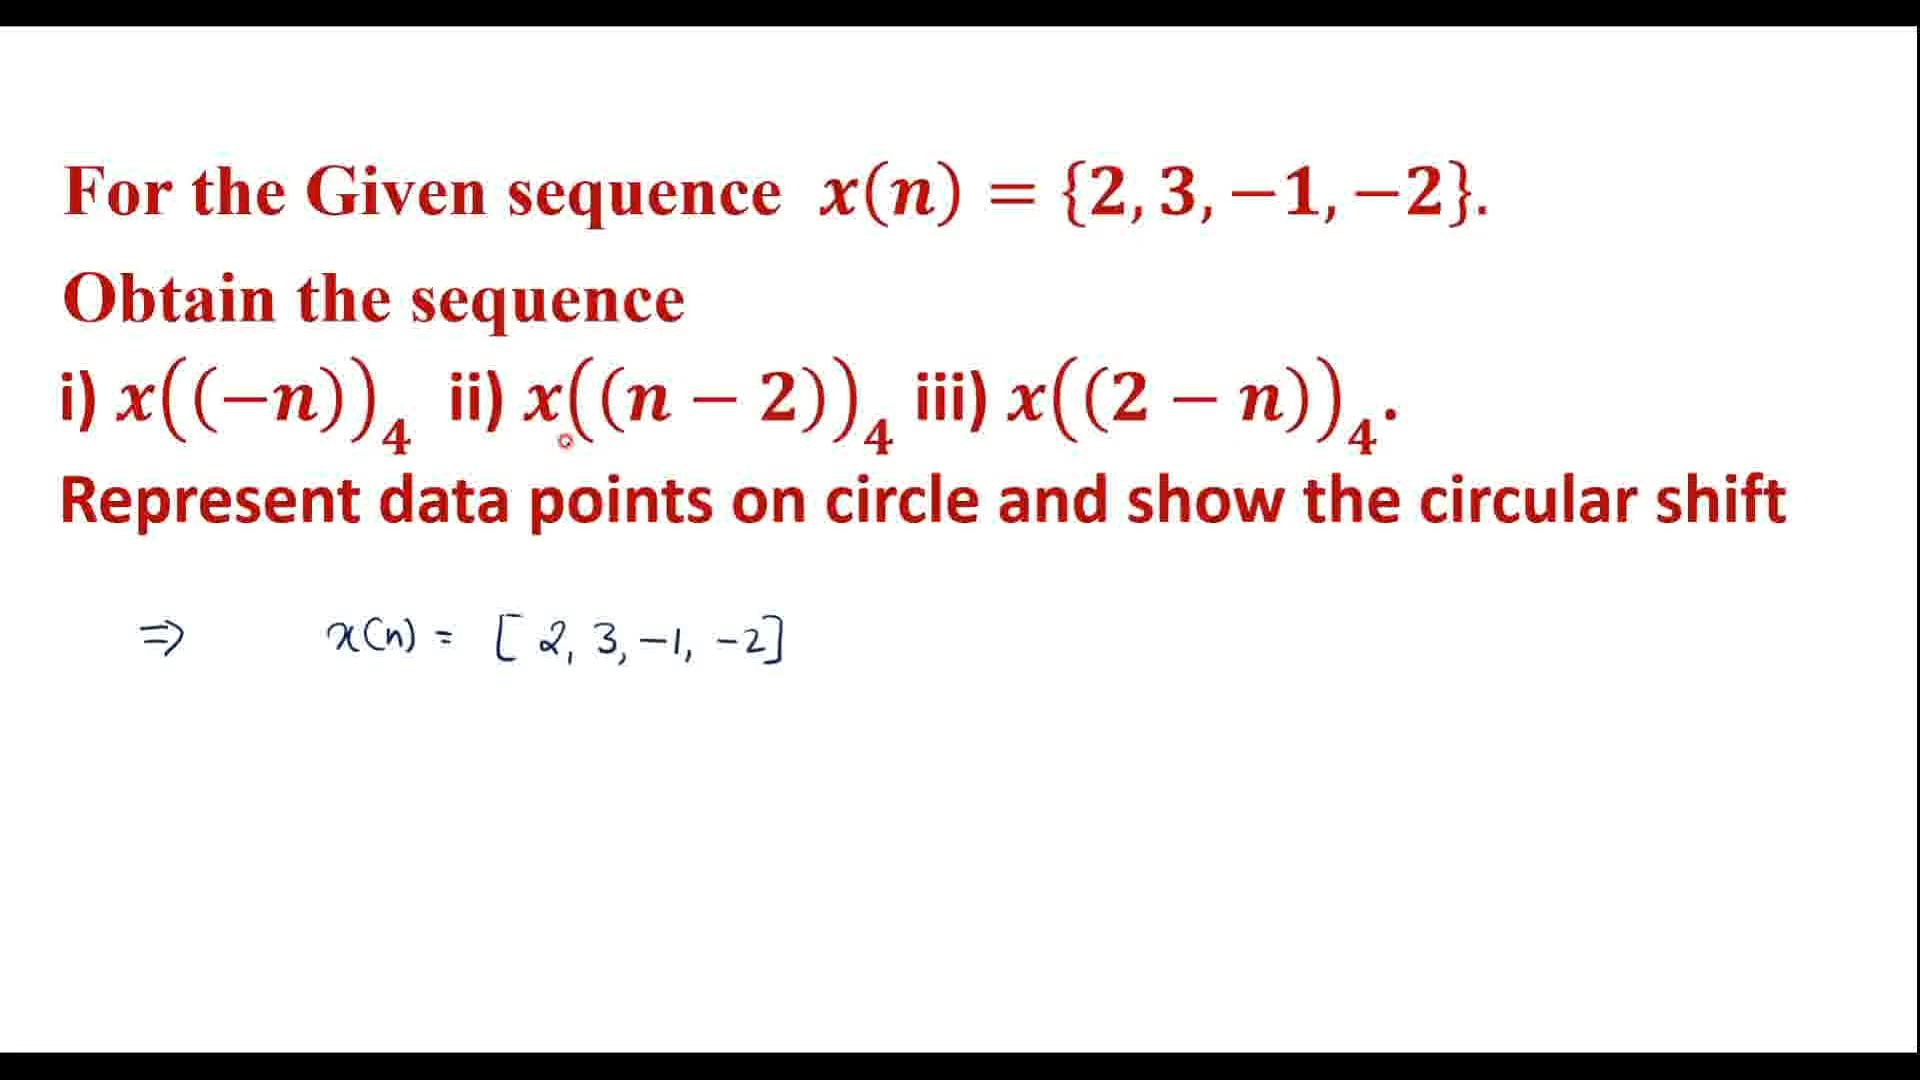 For the Given sequence x(n) = {2, 3, −1, −2}.
Obtain the sequence
i) x((−n))₄ ii) x((n − 2))₄ iii) x((2 − n))₄.
Represent data points on circle and show the circular shift
⇒ x(n) = [ 2, 3, −1, −2]